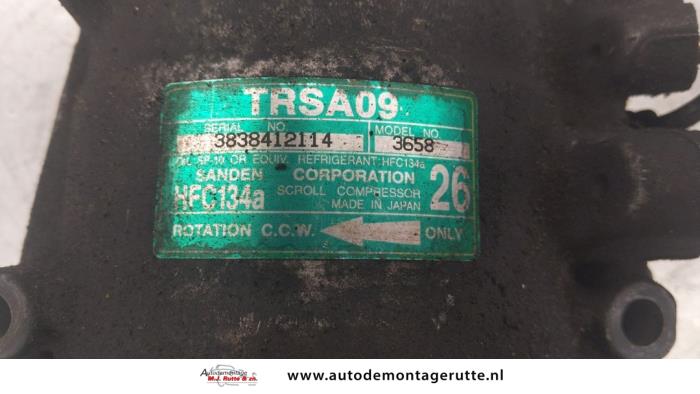 TRSA09
SERIAL NO. MODEL NO.
3838412114 3658
OIL SP-10 OR EQUIV. REFRIGERANT:HFC134a
SANDEN CORPORATION 26
HFC134a SCROLL COMPRESSOR
MADE IN JAPAN
ROTATION C.C.W. ONLY
Autodemontage
M.J. Rutte & zn.
www.autodemontagerutte.nl